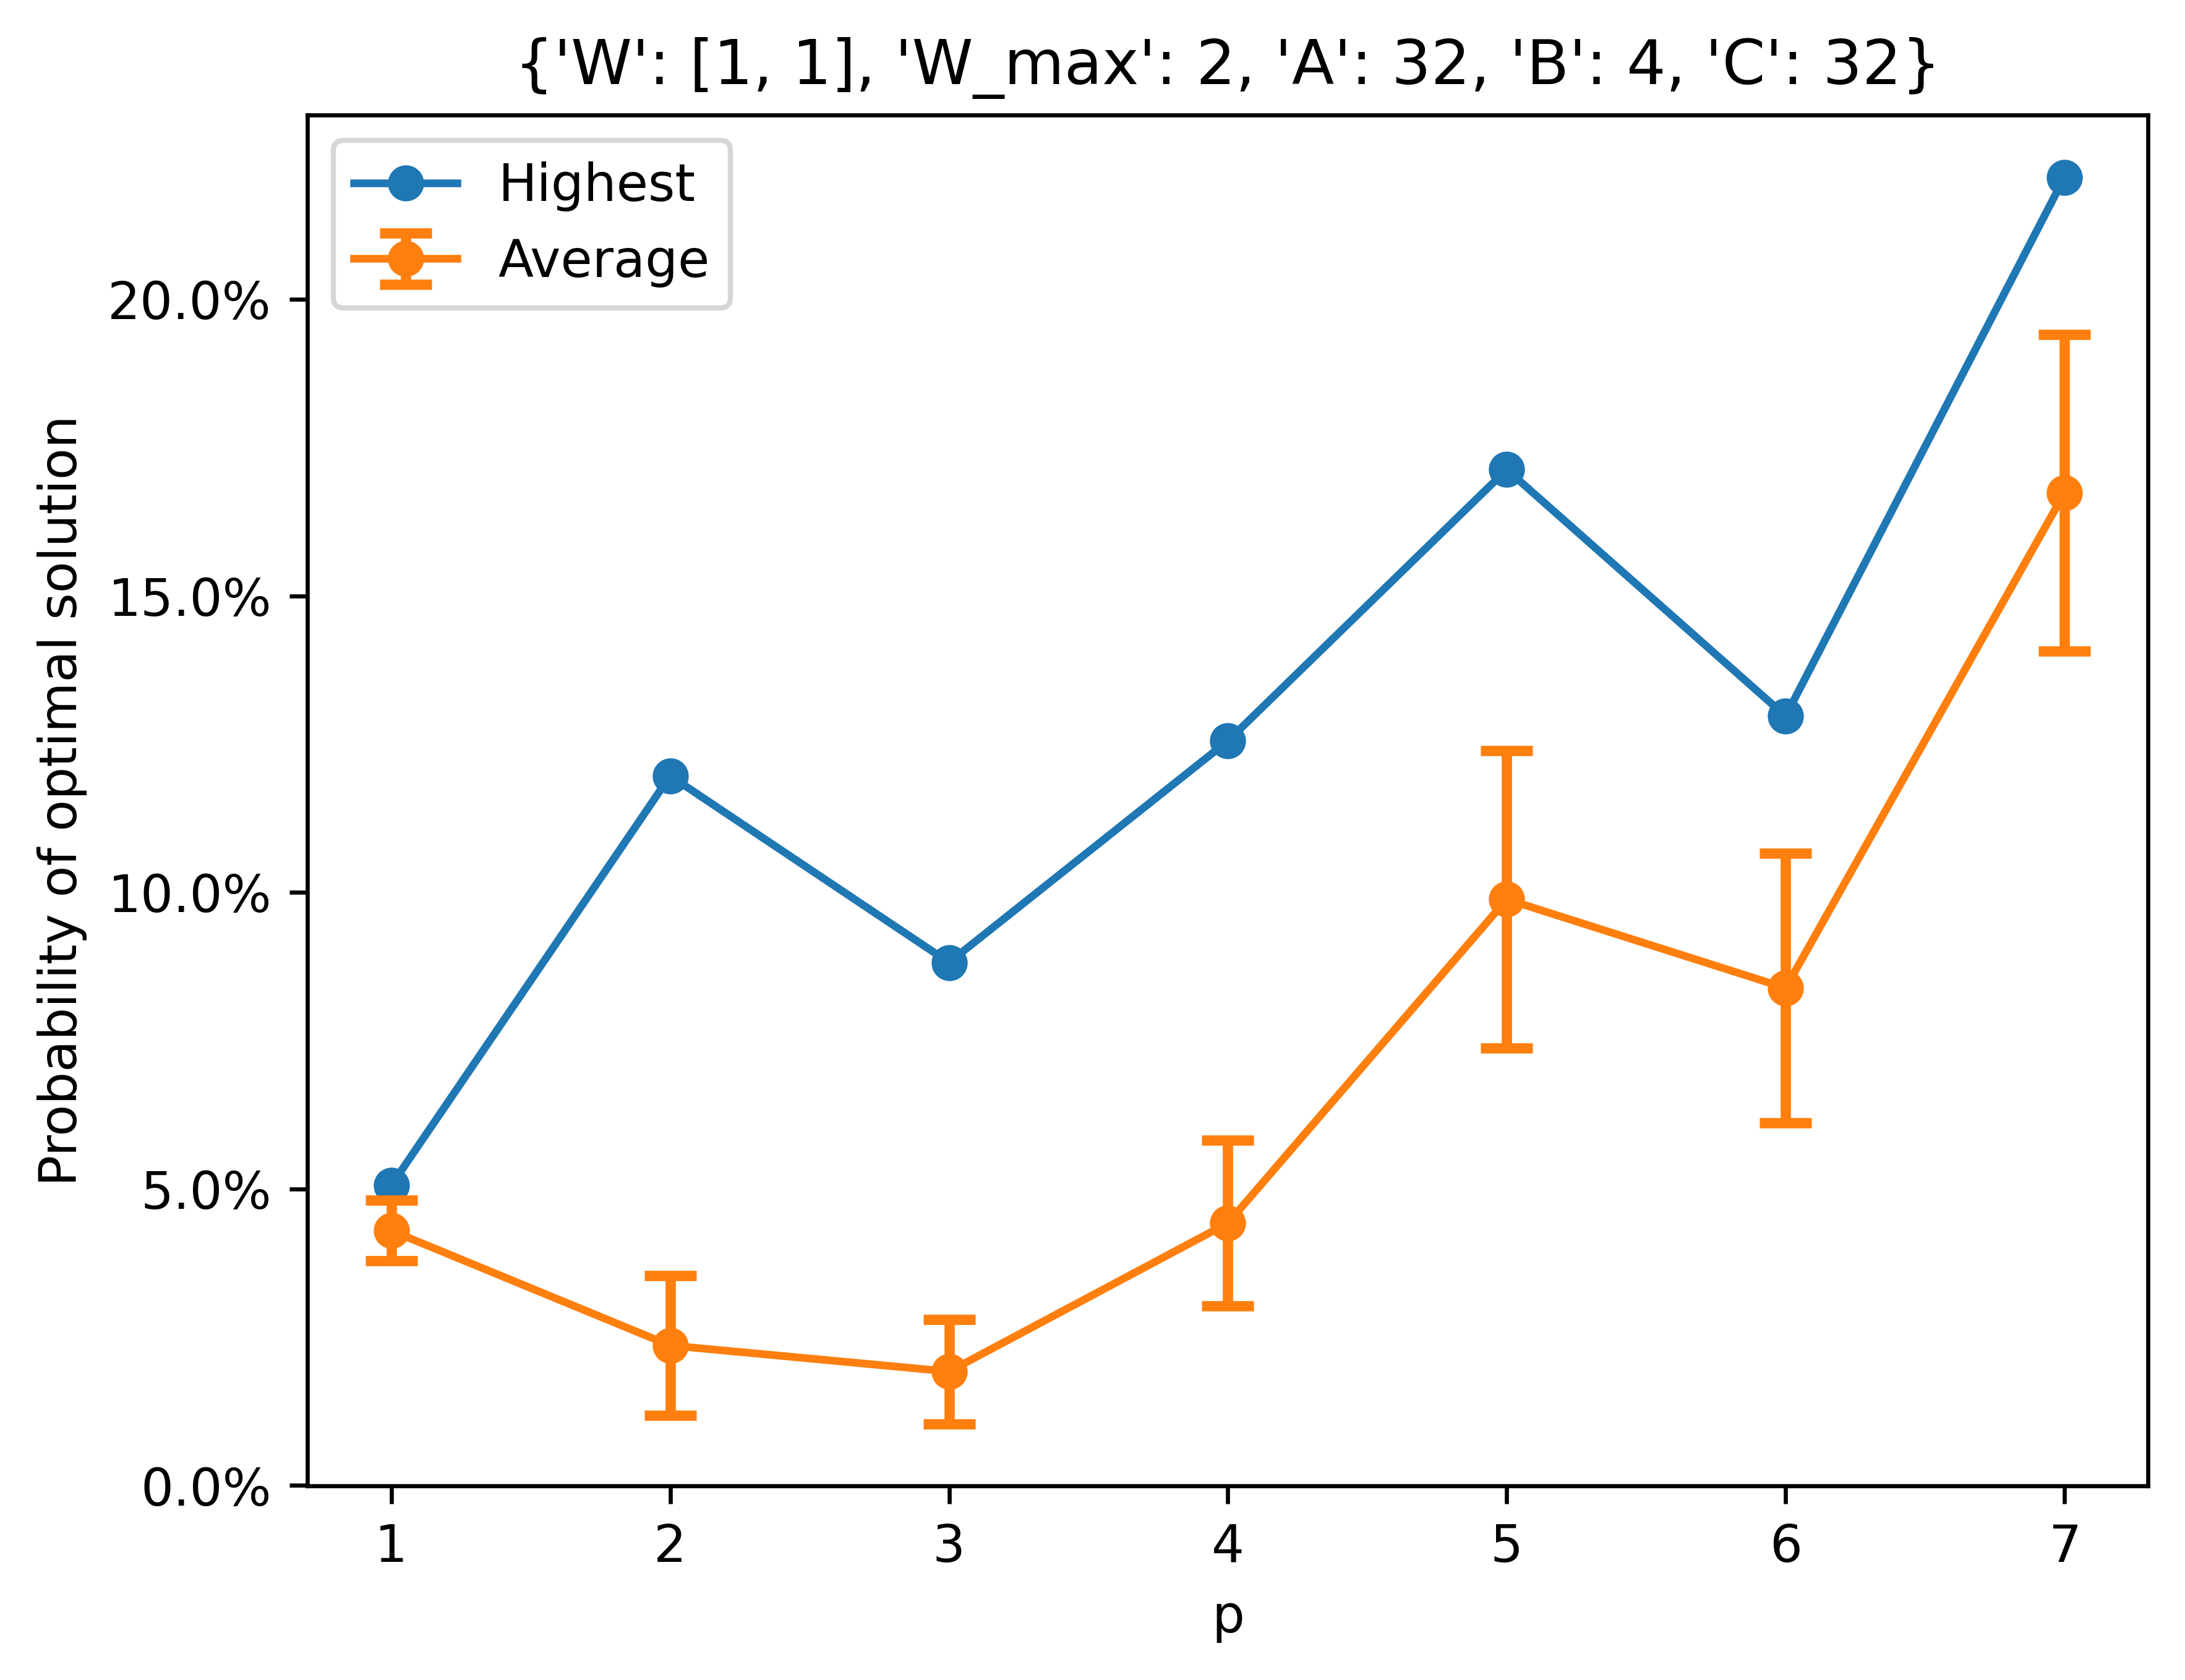 {'W': [1, 1], 'W_max': 2, 'A': 32, 'B': 4, 'C': 32}
Highest
Average
Probability of optimal solution
20.0%
15.0%
10.0%
5.0%
0.0%
1 2 3 4 5 6 7
p